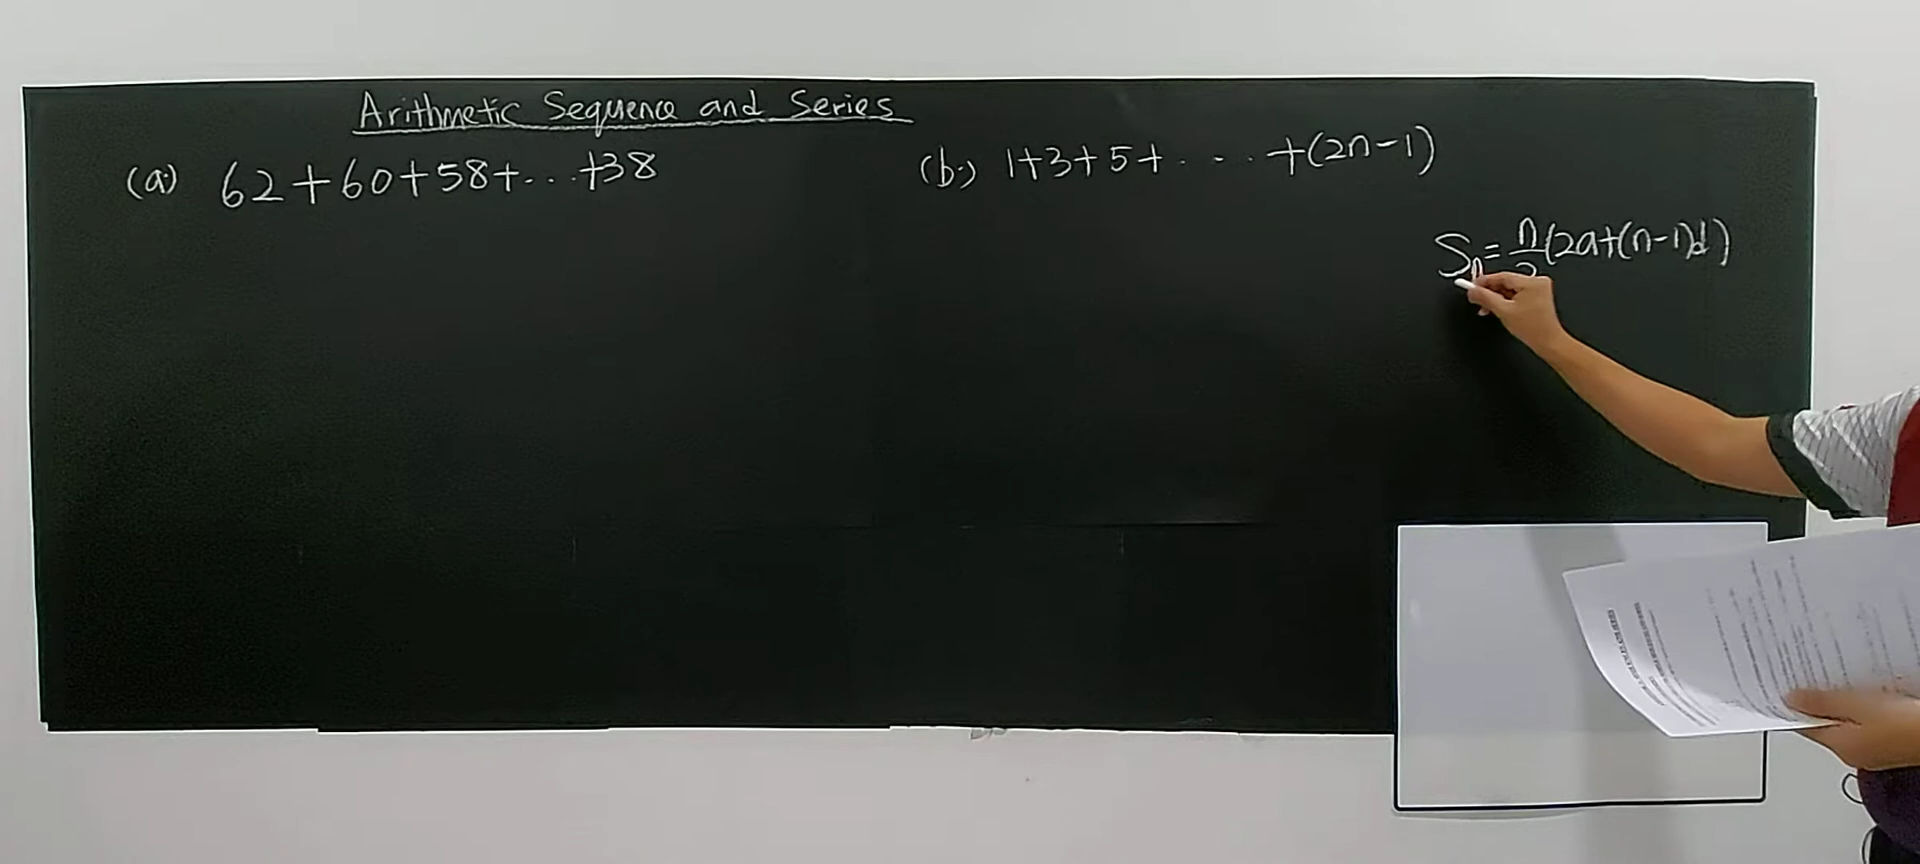 Arithmetic Sequence and Series
(a.) 62+60+58+...+38
(b.) 1+3+5+....+(2n-1)
Sn = n/2 (2a+(n-1)d)